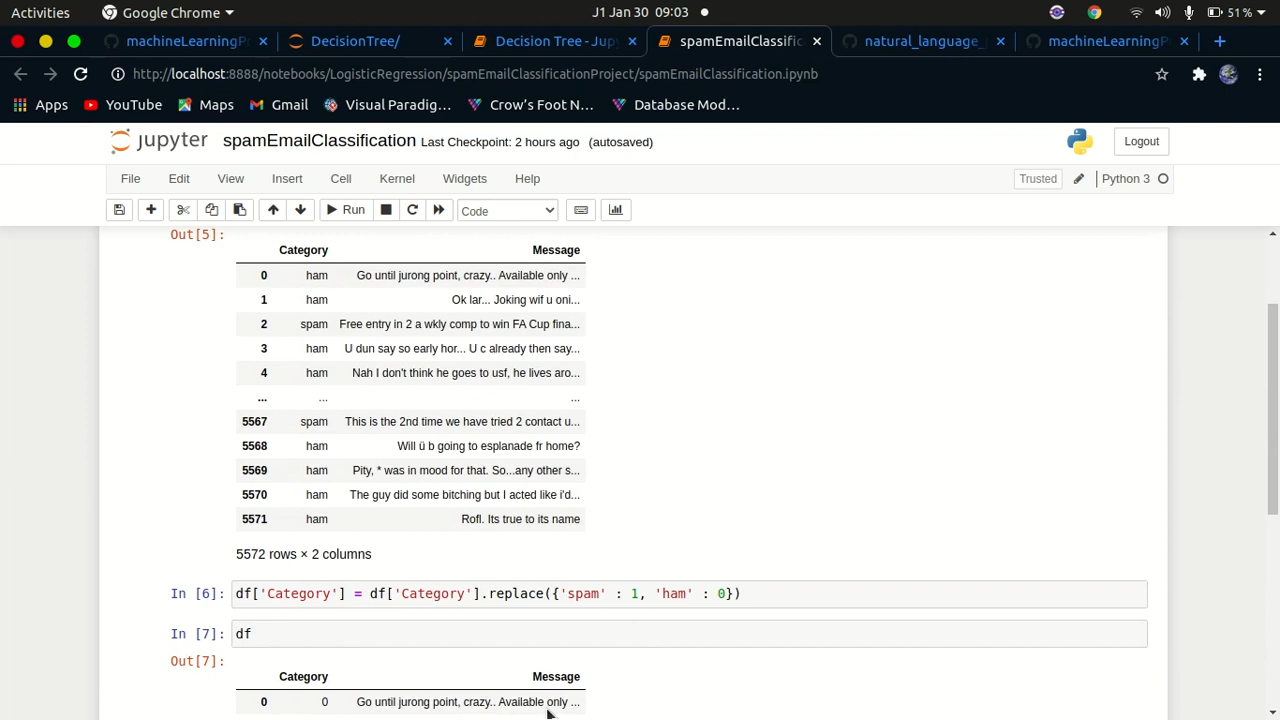 Activities Google Chrome J1 Jan 30 09:03 51 %
machineLearningP DecisionTree/ Decision Tree - Jup spamEmailClassific natural_language_ machineLearningP
http://localhost:8888/notebooks/LogisticRegression/spamEmailClassificationProject/spamEmailClassification.ipynb
Apps YouTube Maps Gmail Visual Paradig... Crow's Foot N... Database Mod...
jupyter spamEmailClassification Last Checkpoint: 2 hours ago (autosaved) Logout
File Edit View Insert Cell Kernel Widgets Help Trusted Python 3
Run Code
Out[5]:
Category Message
0 ham Go until jurong point, crazy.. Available only ...
1 ham Ok lar... Joking wif u oni...
2 spam Free entry in 2 a wkly comp to win FA Cup fina...
3 ham U dun say so early hor... U c already then say...
4 ham Nah I don't think he goes to usf, he lives aro...
... ... ...
5567 spam This is the 2nd time we have tried 2 contact u...
5568 ham Will ü b going to esplanade fr home?
5569 ham Pity, * was in mood for that. So...any other s...
5570 ham The guy did some bitching but I acted like i'd...
5571 ham Rofl. Its true to its name
5572 rows × 2 columns
In [6]: df['Category'] = df['Category'].replace({'spam' : 1, 'ham' : 0})
In [7]: df
Out[7]:
Category Message
0 0 Go until jurong point, crazy.. Available only ...